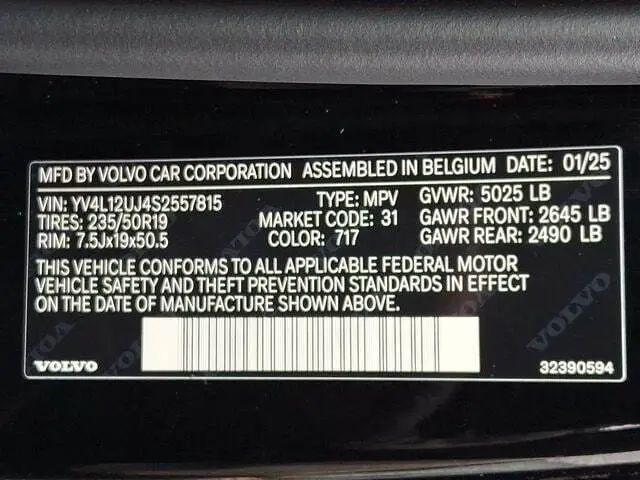 MFD BY VOLVO CAR CORPORATION ASSEMBLED IN BELGIUM DATE: 01/25
VIN: YV4L12UJ4S2557815 TYPE: MPV GVWR: 5025 LB
TIRES: 235/50R19 MARKET CODE: 31 GAWR FRONT: 2645 LB
RIM: 7.5Jx19x50.5 COLOR: 717 GAWR REAR: 2490 LB
THIS VEHICLE CONFORMS TO ALL APPLICABLE FEDERAL MOTOR
VEHICLE SAFETY AND THEFT PREVENTION STANDARDS IN EFFECT
ON THE DATE OF MANUFACTURE SHOWN ABOVE.
VOLVO 32390594